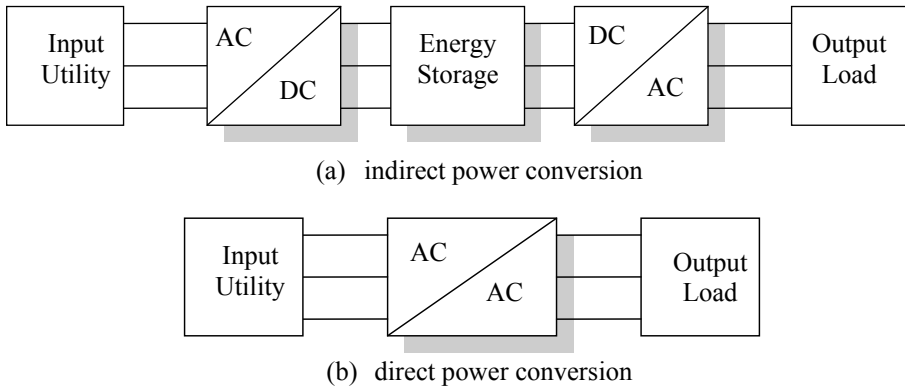 Input
Utility
AC
DC
Energy
Storage
DC
AC
Output
Load
(a) indirect power conversion
Input
Utility
AC
AC
Output
Load
(b) direct power conversion